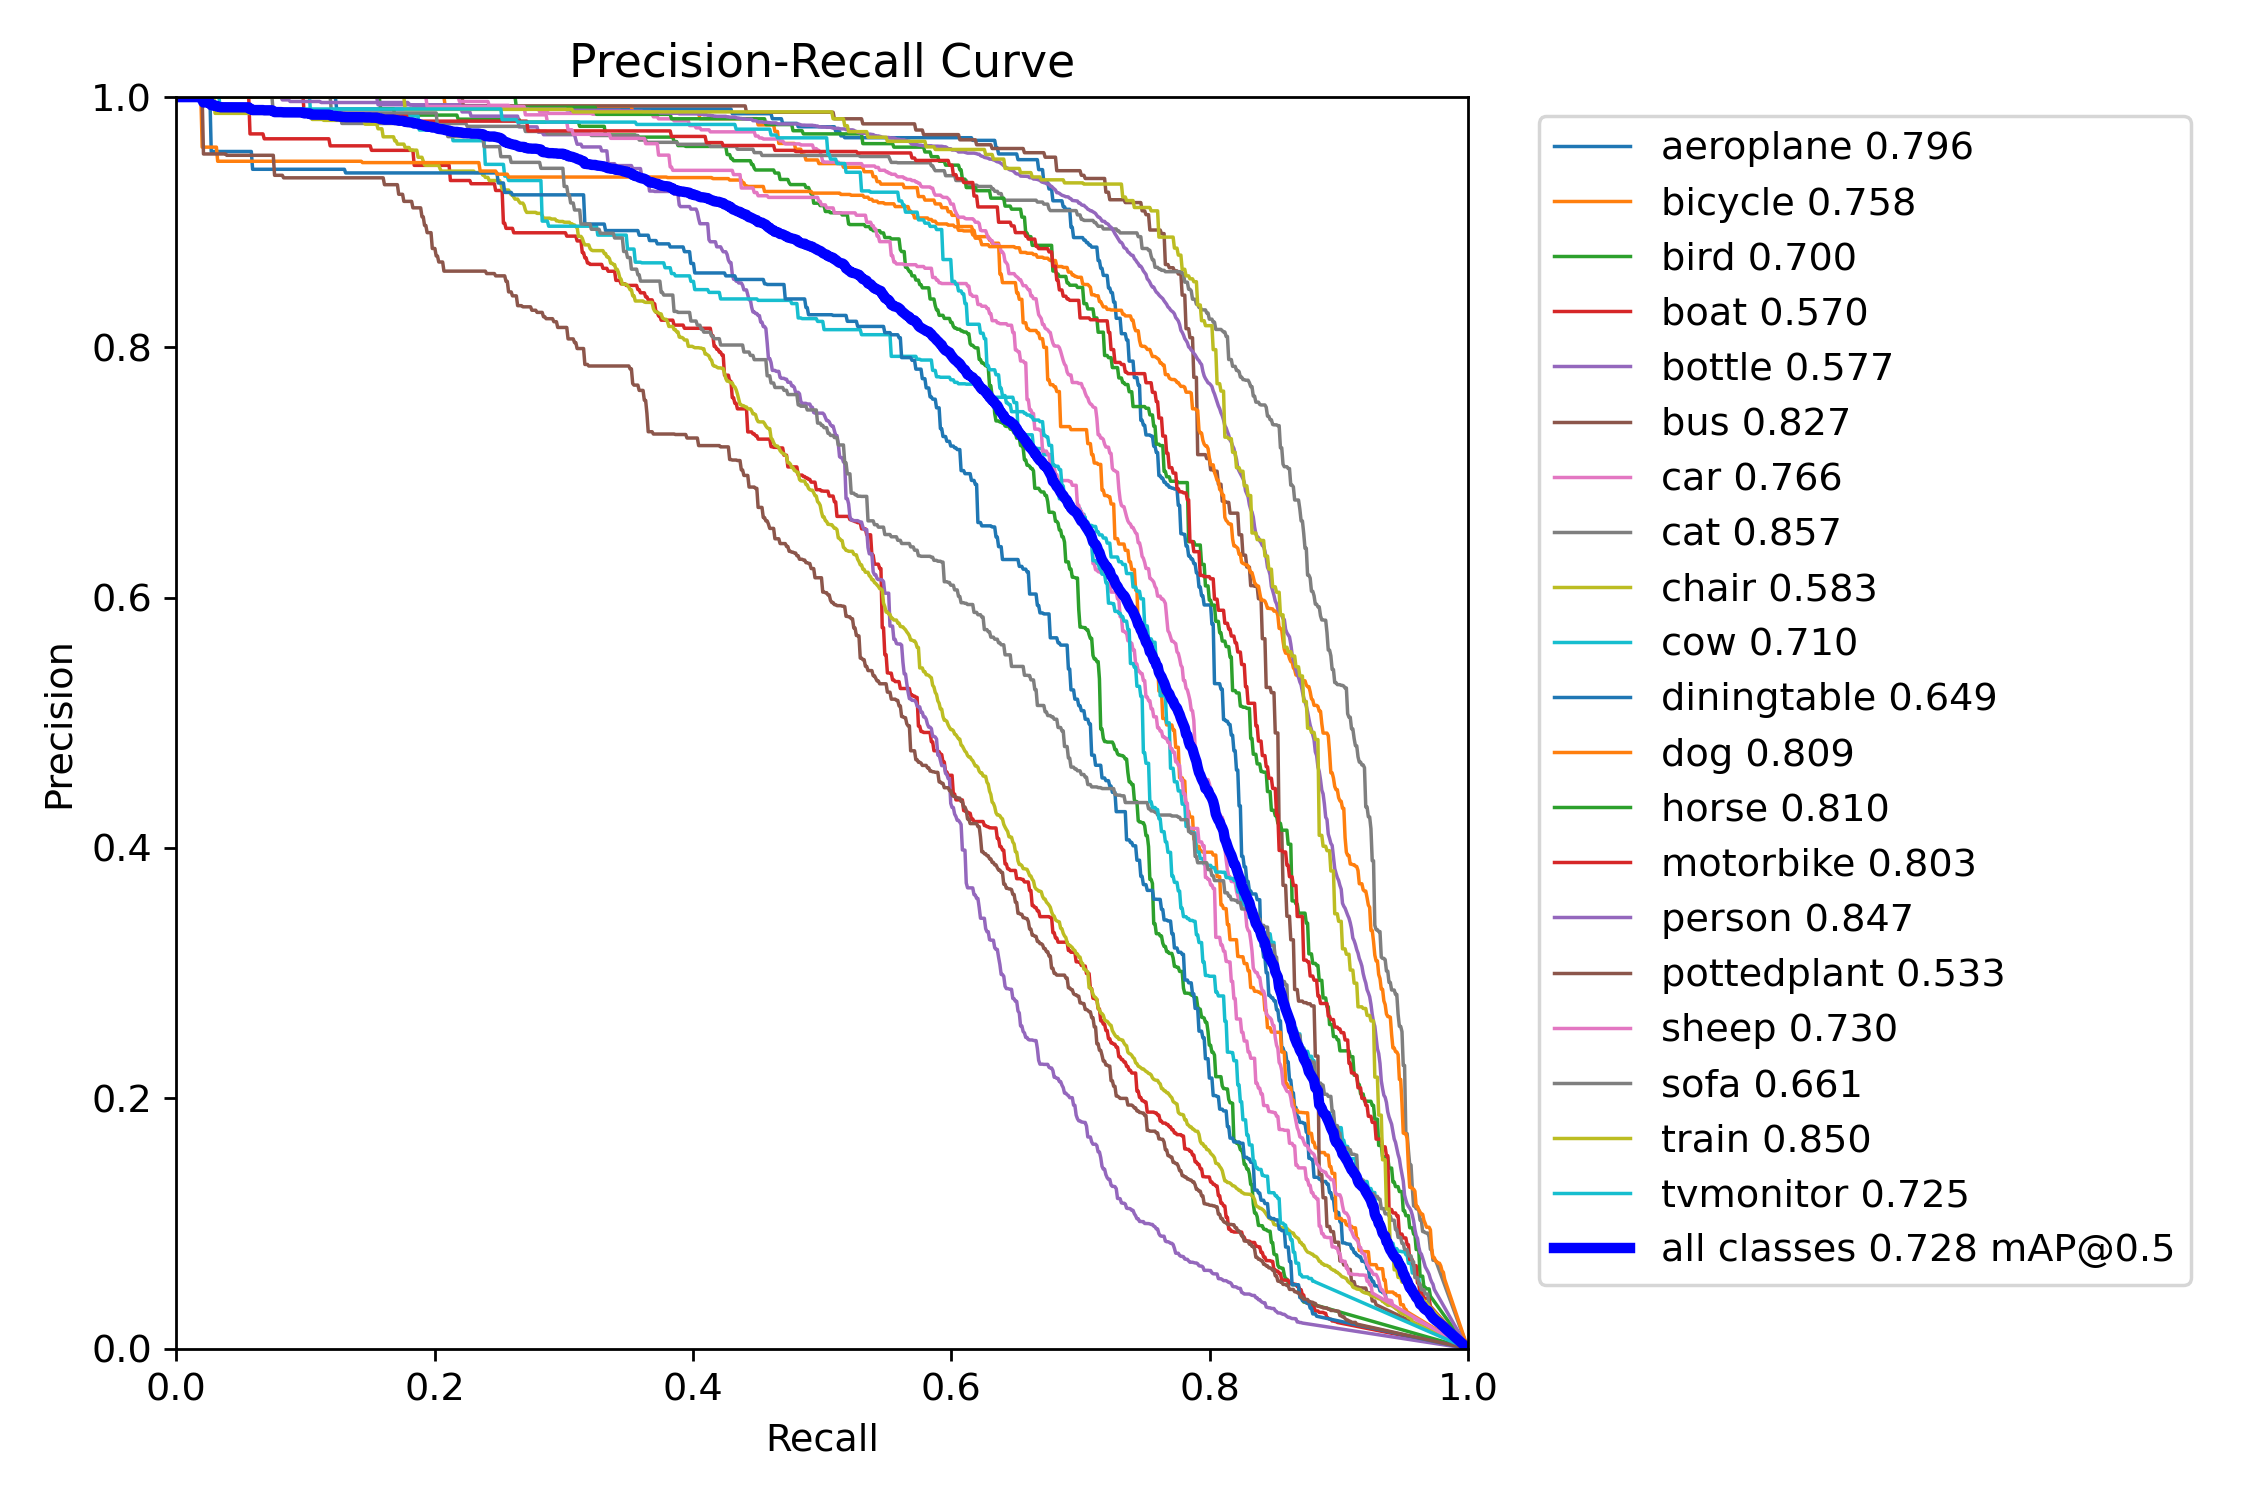 Precision-Recall Curve
1.0
0.8
0.6
0.4
0.2
0.0
Precision
0.0 0.2 0.4 0.6 0.8 1.0
Recall
aeroplane 0.796
bicycle 0.758
bird 0.700
boat 0.570
bottle 0.577
bus 0.827
car 0.766
cat 0.857
chair 0.583
cow 0.710
diningtable 0.649
dog 0.809
horse 0.810
motorbike 0.803
person 0.847
pottedplant 0.533
sheep 0.730
sofa 0.661
train 0.850
tvmonitor 0.725
all classes 0.728 mAP@0.5